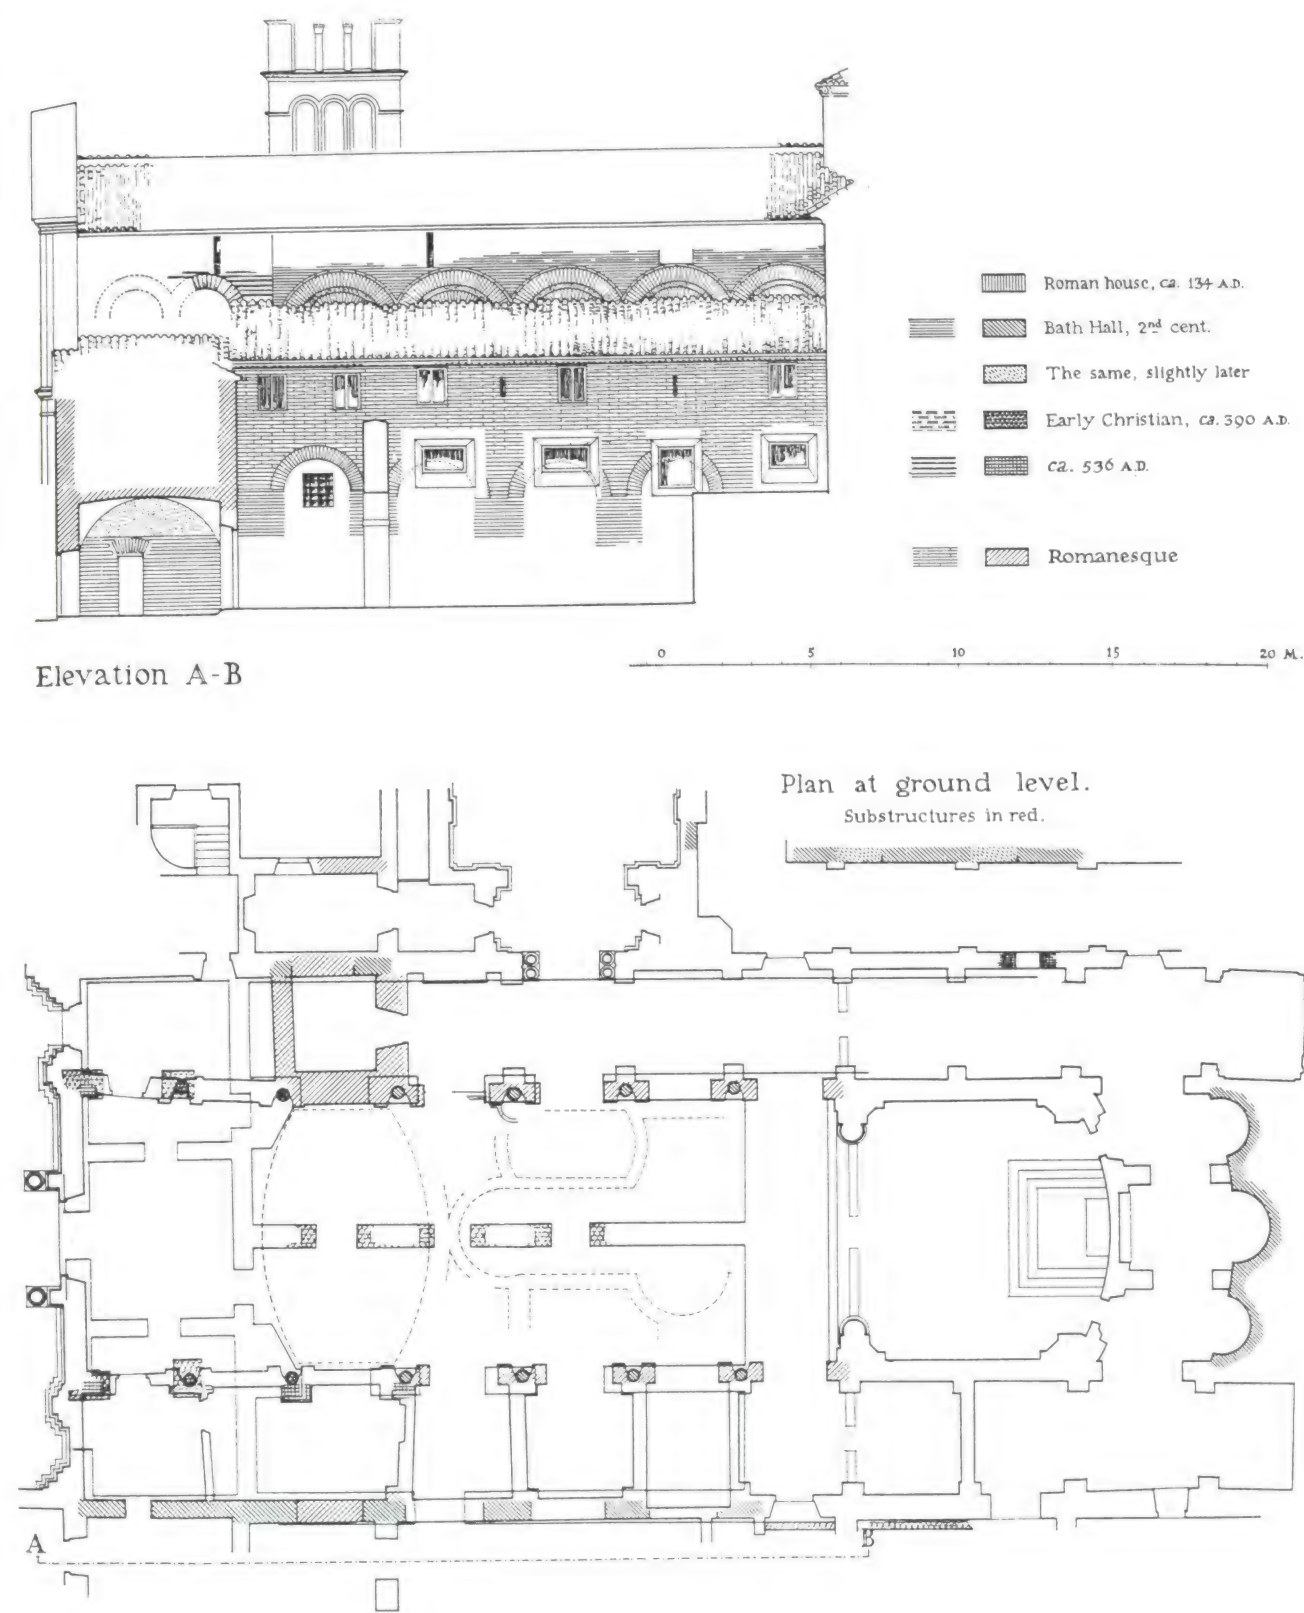 Roman house, ca. 134 A.D.
Bath Hall, 2nd cent.
The same, slightly later
Early Christian, ca. 390 A.D.
ca. 536 A.D.
Romanesque
Elevation A-B
0 5 10 15 20 M.
Plan at ground level.
Substructures in red.
A B